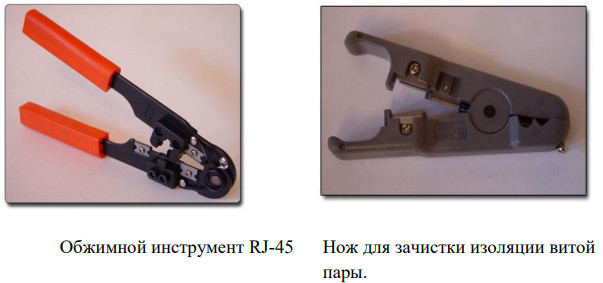 Обжимной инструмент RJ-45
Нож для зачистки изоляции витой
пары.